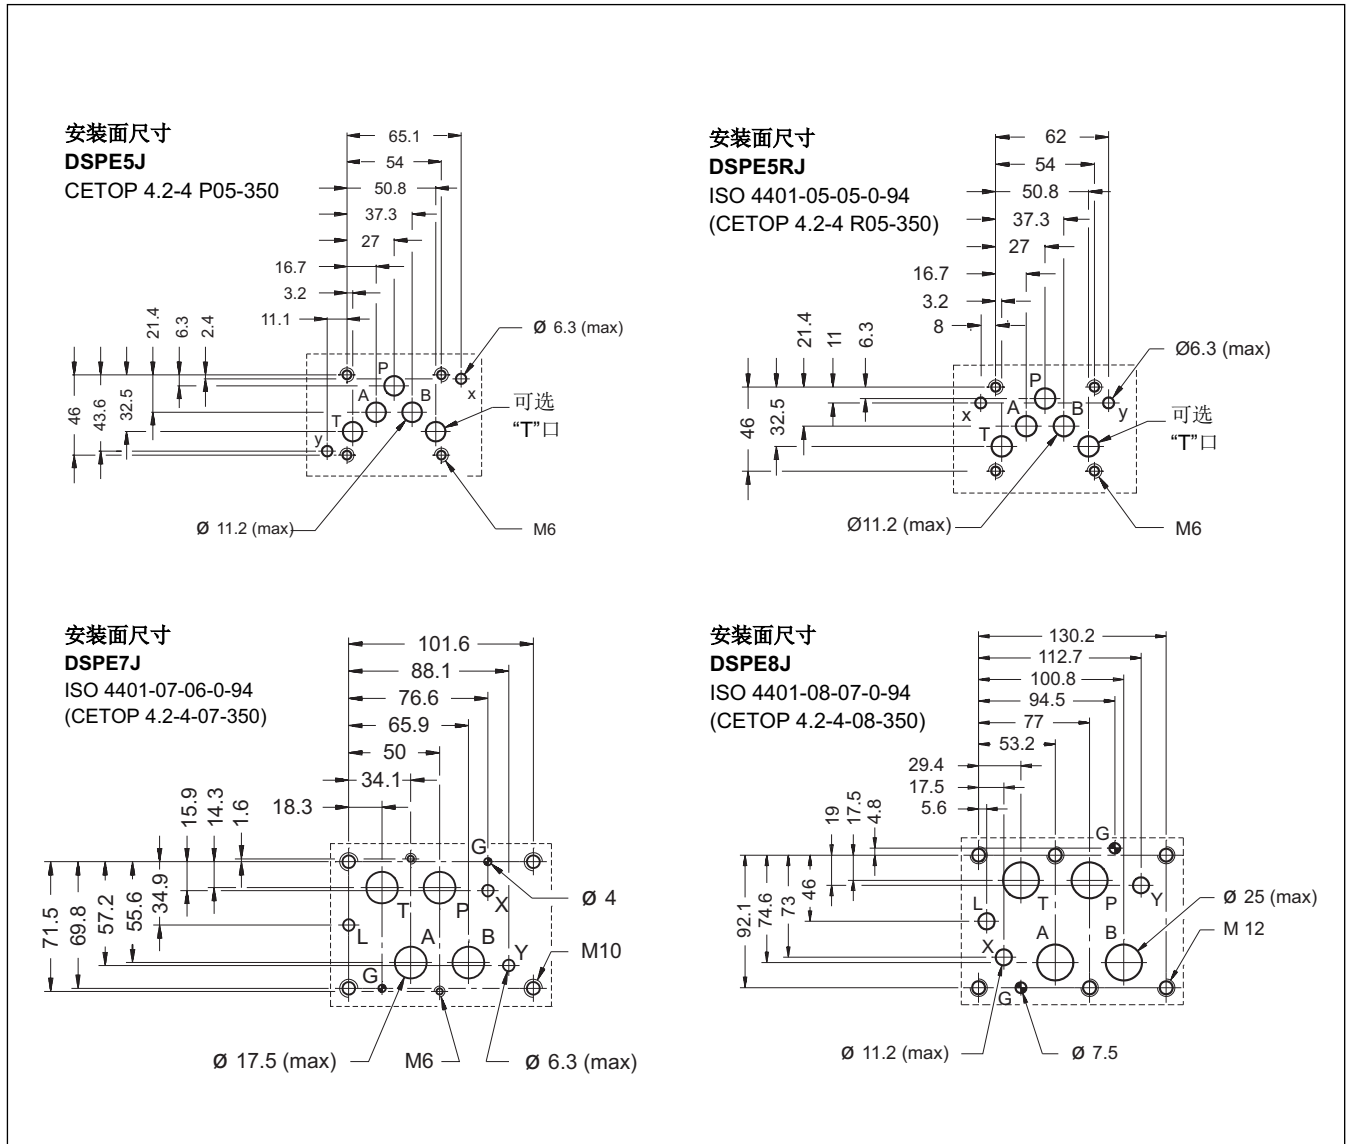 安装面尺寸
DSPE5J
CETOP 4.2-4 P05-350
65.1
54
50.8
37.3
27
16.7
3.2
11.1
21.4
6.3
2.4
46
43.6
32.5
Ø 6.3 (max)
P
A
B
T
x
y
可选
“T”口
Ø 11.2 (max)
M6
安装面尺寸
DSPE5RJ
ISO 4401-05-05-0-94
(CETOP 4.2-4 R05-350)
62
54
50.8
37.3
27
16.7
3.2
8
21.4
11
6.3
46
32.5
Ø6.3 (max)
P
A
B
T
x
y
可选
“T”口
Ø11.2 (max)
M6
安装面尺寸
DSPE7J
ISO 4401-07-06-0-94
(CETOP 4.2-4-07-350)
101.6
88.1
76.6
65.9
50
34.1
18.3
15.9
14.3
1.6
71.5
69.8
57.2
55.6
34.9
G
T
P
X
L
A
B
Y
G
Ø 4
M10
Ø 17.5 (max)
M6
Ø 6.3 (max)
安装面尺寸
DSPE8J
ISO 4401-08-07-0-94
(CETOP 4.2-4-08-350)
130.2
112.7
100.8
94.5
77
53.2
29.4
17.5
5.6
19
17.5
4.8
92.1
74.6
73
46
G
T
P
Y
L
A
B
X
G
Ø 25 (max)
M 12
Ø 11.2 (max)
Ø 7.5